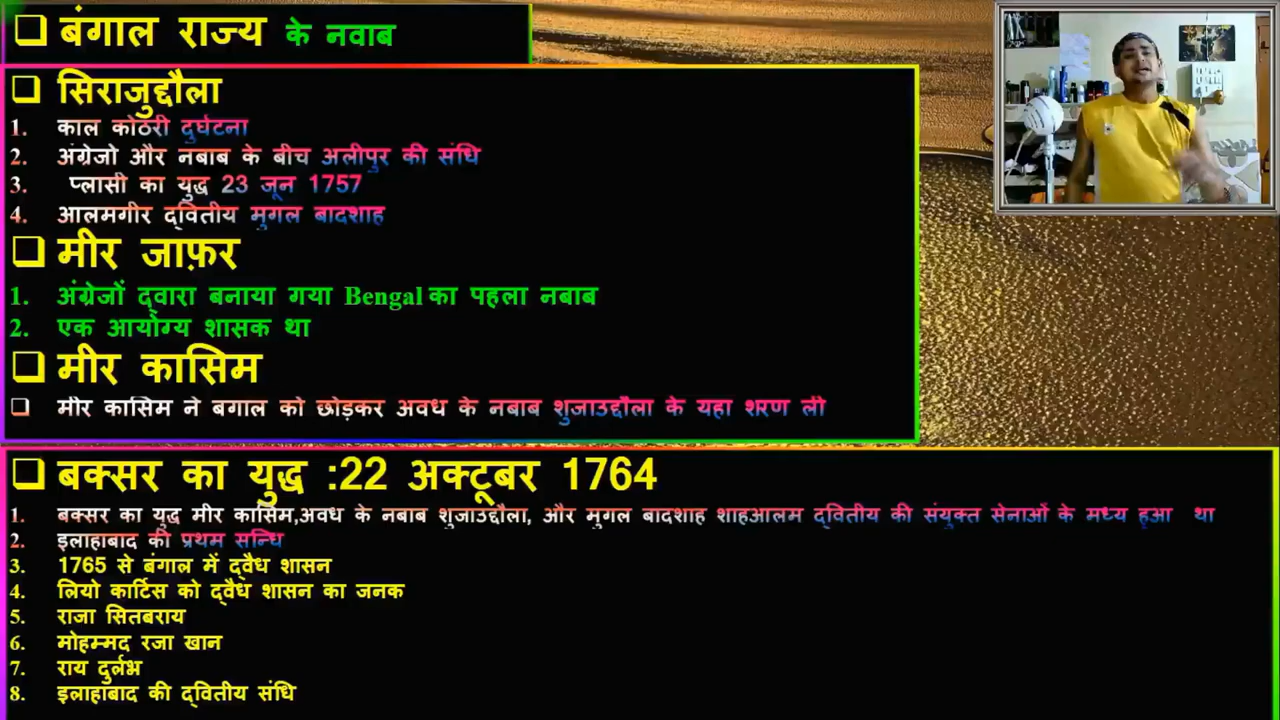 ❑ बंगाल राज्य के नवाब
❑ सिराजुद्दौला
1. काल कोठरी दुर्घटना
2. अंग्रेजो और नबाब के बीच अलीपुर की संधि
3. प्लासी का युद्ध 23 जून 1757
4. आलमगीर द्वितीय मुगल बादशाह
❑ मीर जाफ़र
1. अंग्रेजों द्वारा बनाया गया Bengal का पहला नबाब
2. एक आयोग्य शासक था
❑ मीर कासिम
❑ मीर कासिम ने बगाल को छोड़कर अवध के नबाब शुजाउद्दौला के यहा शरण ली
❑ बक्सर का युद्ध :22 अक्टूबर 1764
1. बक्सर का युद्ध मीर कासिम,अवध के नबाब शुजाउद्दौला, और मुगल बादशाह शाहआलम द्वितीय की संयुक्त सेनाओं के मध्य हुआ था
2. इलाहाबाद की प्रथम सन्धि
3. 1765 से बंगाल में द्वैध शासन
4. लियो कार्टिस को द्वैध शासन का जनक
5. राजा सितबराय
6. मोहम्मद रजा खान
7. राय दुर्लभ
8. इलाहाबाद की द्वितीय संधि